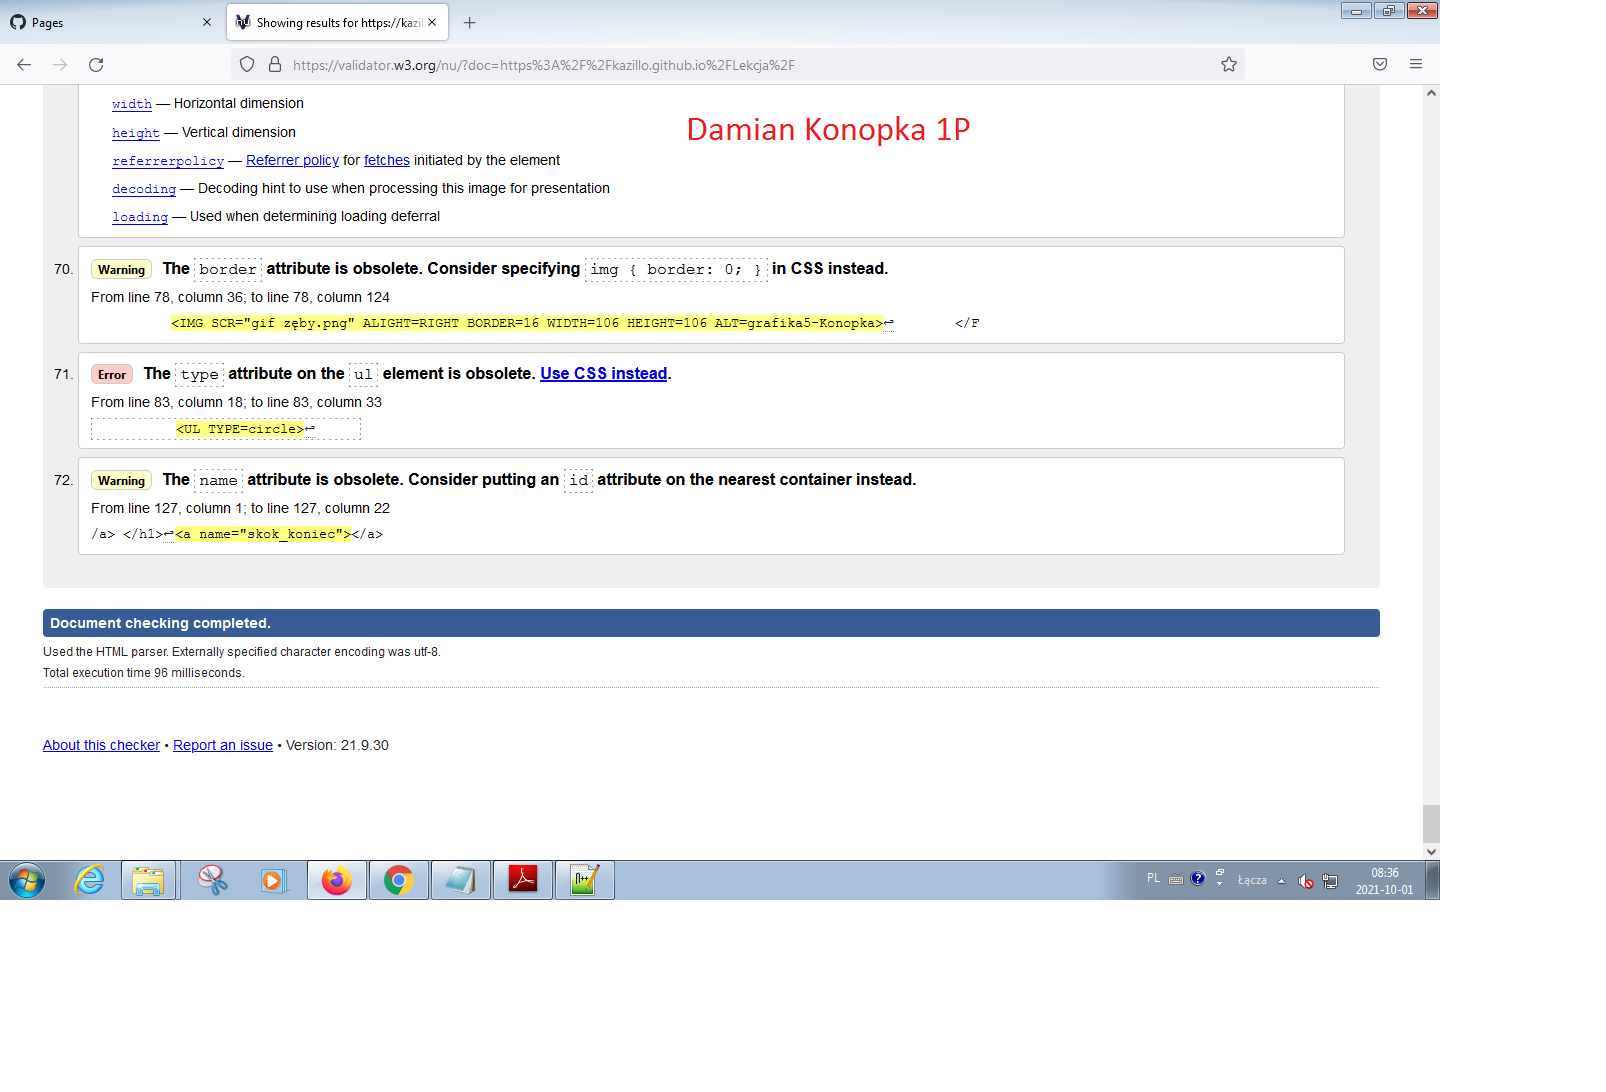 Pages
Showing results for https://kazil
https://validator.w3.org/nu/?doc=https%3A%2F%2Fkazillo.github.io%2FLekcja%2F
width — Horizontal dimension
Damian Konopka 1P
height — Vertical dimension
referrerpolicy — Referrer policy for fetches initiated by the element
decoding — Decoding hint to use when processing this image for presentation
loading — Used when determining loading deferral
70. Warning The border attribute is obsolete. Consider specifying img { border: 0; } in CSS instead.
From line 78, column 36; to line 78, column 124
<IMG SCR="gif zęby.png" ALIGHT=RIGHT BORDER=16 WIDTH=106 HEIGHT=106 ALT=grafika5-Konopka>↩ </F
71. Error The type attribute on the ul element is obsolete. Use CSS instead.
From line 83, column 18; to line 83, column 33
<UL TYPE=circle>↩
72. Warning The name attribute is obsolete. Consider putting an id attribute on the nearest container instead.
From line 127, column 1; to line 127, column 22
/a> </h1>↩<a name="skok_koniec"></a>
Document checking completed.
Used the HTML parser. Externally specified character encoding was utf-8.
Total execution time 96 milliseconds.
About this checker • Report an issue • Version: 21.9.30
PL
Łącza
08:36
2021-10-01